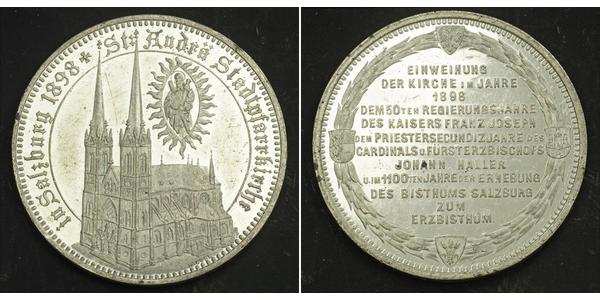 in Salzburg 1898 * St. Andrä Stadtpfarrkirche
EINWEIHUNG
DER KIRCHE IM JAHRE
1898
DEM 50TEN REGIERUNGSJAHRE
DES KAISERS FRANZ JOSEPH
DEM PRIESTERSECUNDIZJAHRE DES
CARDINALS U FÜRSTERZBISCHOFS
JOHANN HALLER
U. IM 1100TEN JAHRE DER ERHEBUNG
DES BISTHUMS SALZBURG
ZUM
ERZBISTHUM